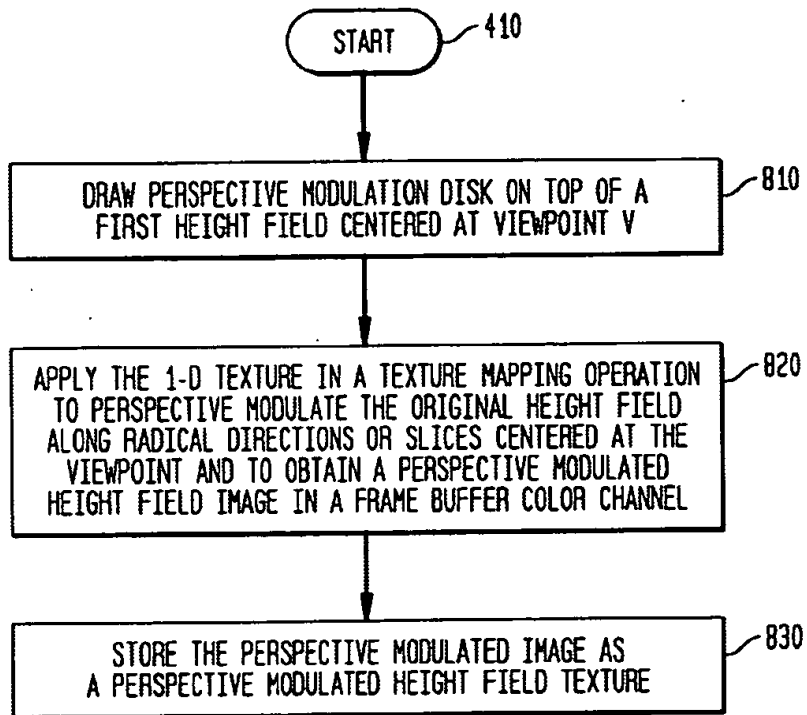 START
410
DRAW PERSPECTIVE MODULATION DISK ON TOP OF A
FIRST HEIGHT FIELD CENTERED AT VIEWPOINT V
810
APPLY THE 1-D TEXTURE IN A TEXTURE MAPPING OPERATION
TO PERSPECTIVE MODULATE THE ORIGINAL HEIGHT FIELD
ALONG RADICAL DIRECTIONS OR SLICES CENTERED AT THE
VIEWPOINT AND TO OBTAIN A PERSPECTIVE MODULATED
HEIGHT FIELD IMAGE IN A FRAME BUFFER COLOR CHANNEL
820
STORE THE PERSPECTIVE MODULATED IMAGE AS
A PERSPECTIVE MODULATED HEIGHT FIELD TEXTURE
830